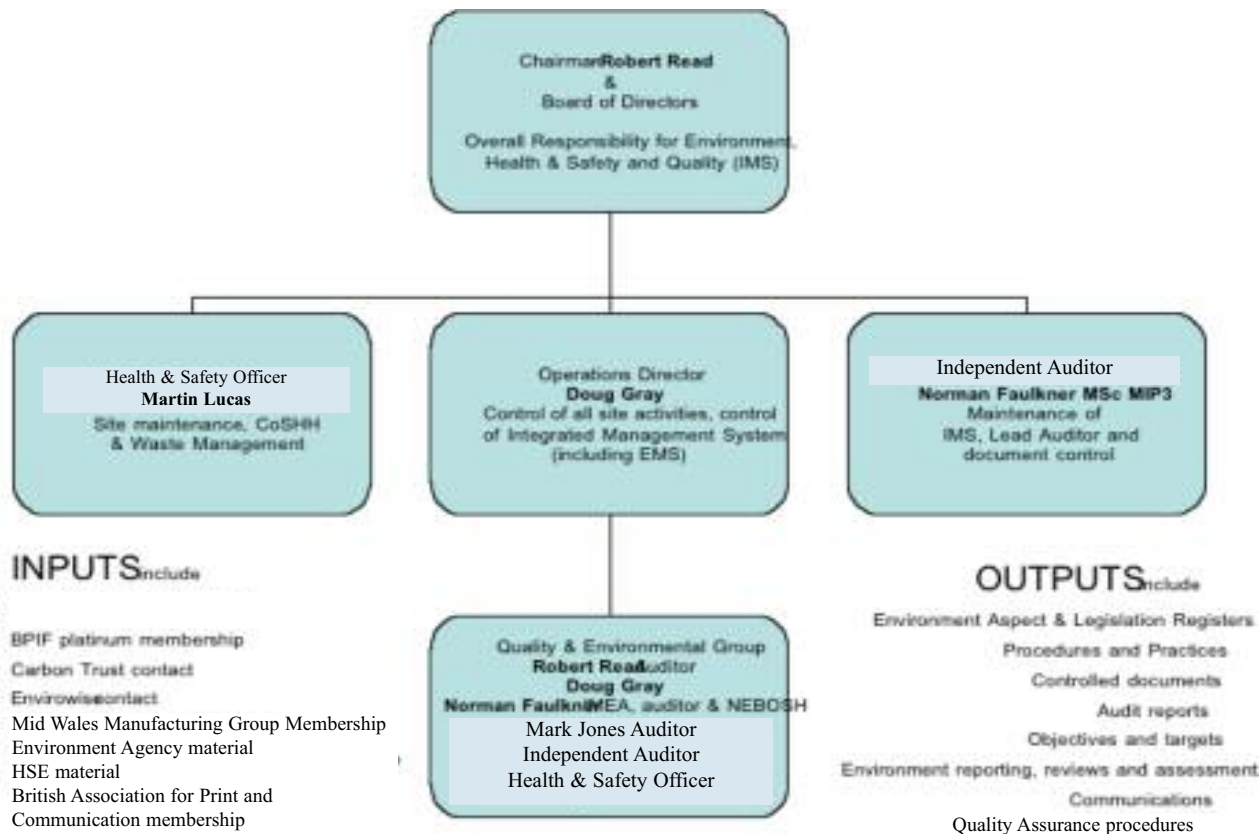 Chairman Robert Read
&
Board of Directors
Overall Responsibility for Environment,
Health & Safety and Quality (IMS)
Health & Safety Officer
Martin Lucas
Site maintenance, CoSHH
& Waste Management
Operations Director
Doug Gray
Control of all site activities, control
of Integrated Management System
(including EMS)
Independent Auditor
Norman Faulkner MSc MIP3
Maintenance of
IMS, Lead Auditor and
document control
INPUTS include
BPIF platinum membership
Carbon Trust contact
Envirowise contact
Mid Wales Manufacturing Group Membership
Environment Agency material
HSE material
British Association for Print and
Communication membership
Quality & Environmental Group
Robert Read auditor
Doug Gray
Norman Faulkner MEA, auditor & NEBOSH
Mark Jones Auditor
Independent Auditor
Health & Safety Officer
OUTPUTS include
Environment Aspect & Legislation Registers
Procedures and Practices
Controlled documents
Audit reports
Objectives and targets
Environment reporting, reviews and assessment
Communications
Quality Assurance procedures